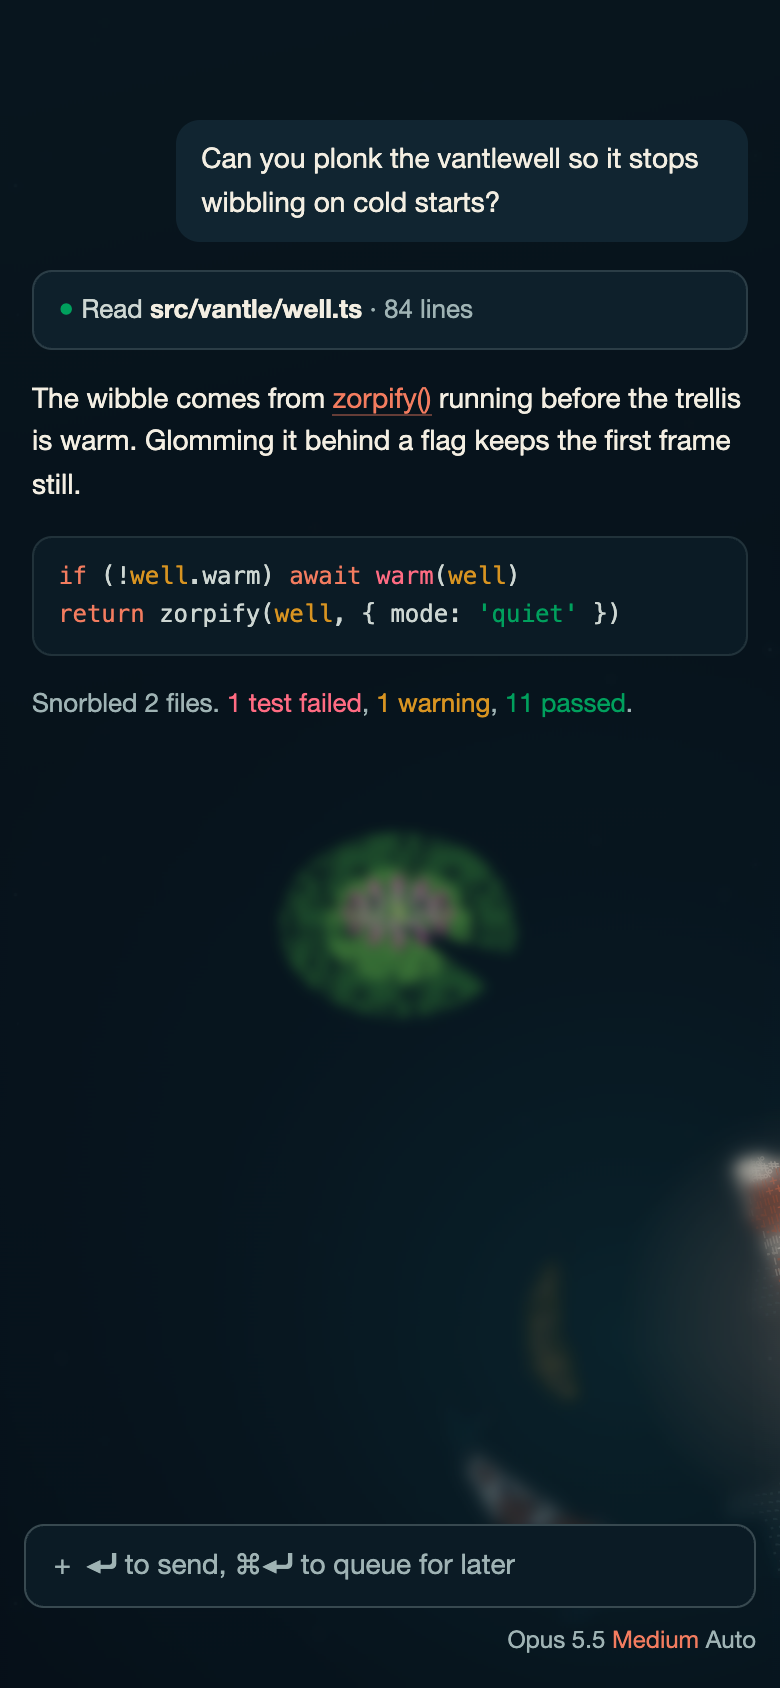 Can you plonk the vantlewell so it stops
wibbling on cold starts?
Read src/vantle/well.ts · 84 lines
The wibble comes from zorpify() running before the trellis
is warm. Glomming it behind a flag keeps the first frame
still.
if (!well.warm) await warm(well)
return zorpify(well, { mode: 'quiet' })
Snorbled 2 files. 1 test failed, 1 warning, 11 passed.
+ ↵ to send, ⌘↵ to queue for later
Opus 5.5 Medium Auto